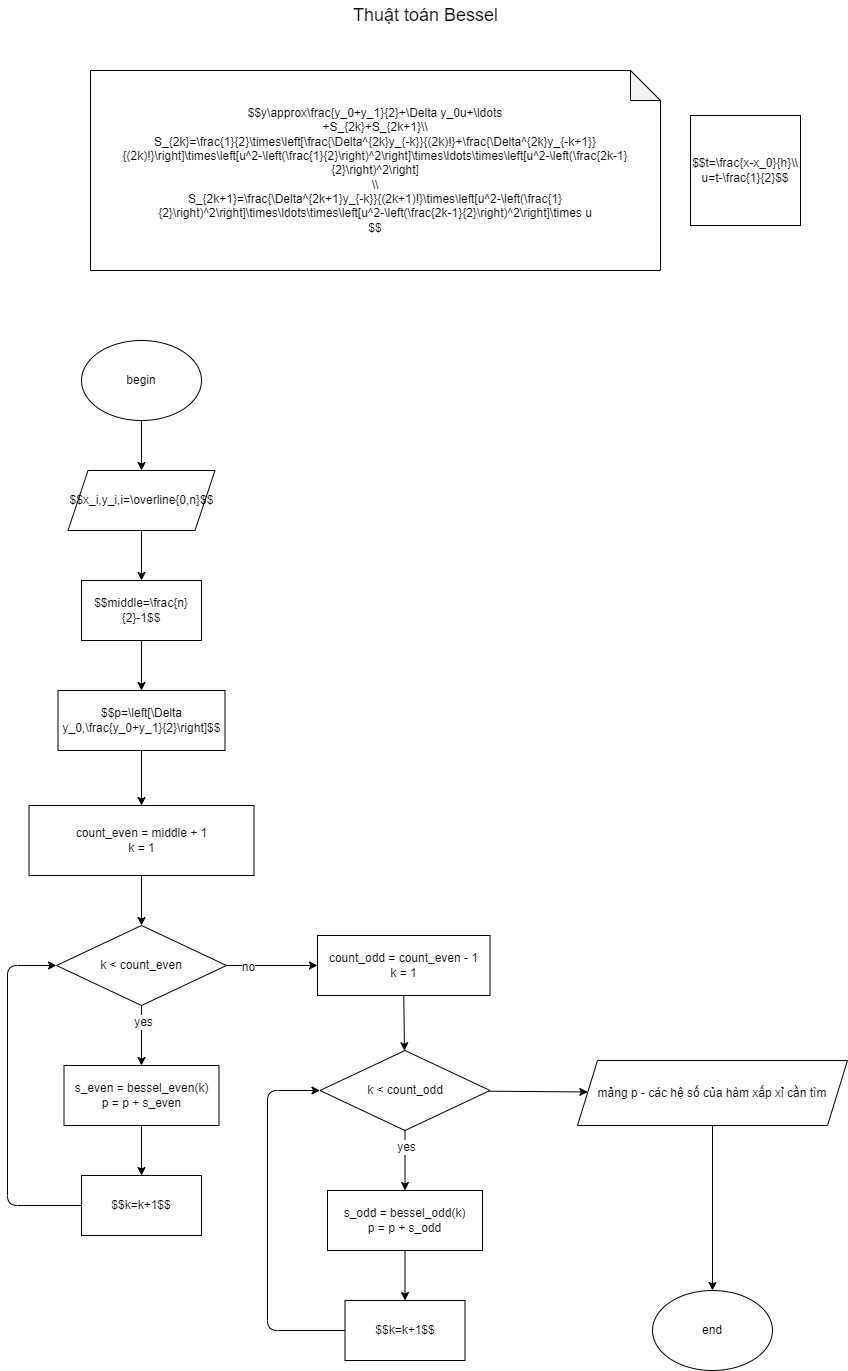 Thuật toán Bessel
$$y\approx\frac{y_0+y_1}{2}+\Delta y_0u+\ldots
+S_{2k}+S_{2k+1}\\
S_{2k}=\frac{1}{2}\times\left[\frac{\Delta^{2k}y_{-k}}{(2k)!}+\frac{\Delta^{2k}y_{-k+1}}
{(2k)!}\right]\times\left[u^2-\left(\frac{1}{2}\right)^2\right]\times\ldots\times\left[u^2-\left(\frac{2k-1}
{2}\right)^2\right]
\\
S_{2k+1}=\frac{\Delta^{2k+1}y_{-k}}{(2k+1)!}\times\left[u^2-\left(\frac{1}
{2}\right)^2\right]\times\ldots\times\left[u^2-\left(\frac{2k-1}{2}\right)^2\right]\times u
$$
$$t=\frac{x-x_0}{h}\\
u=t-\frac{1}{2}$$
begin
$$x_i,y_i,i=\overline{0,n}$$
$$middle=\frac{n}
{2}-1$$
$$p=\left[\Delta
y_0,\frac{y_0+y_1}{2}\right]$$
count_even = middle + 1
k = 1
k < count_even
no
yes
s_even = bessel_even(k)
p = p + s_even
$$k=k+1$$
count_odd = count_even - 1
k = 1
k < count_odd
yes
s_odd = bessel_odd(k)
p = p + s_odd
$$k=k+1$$
mảng p - các hệ số của hàm xấp xỉ cần tìm
end